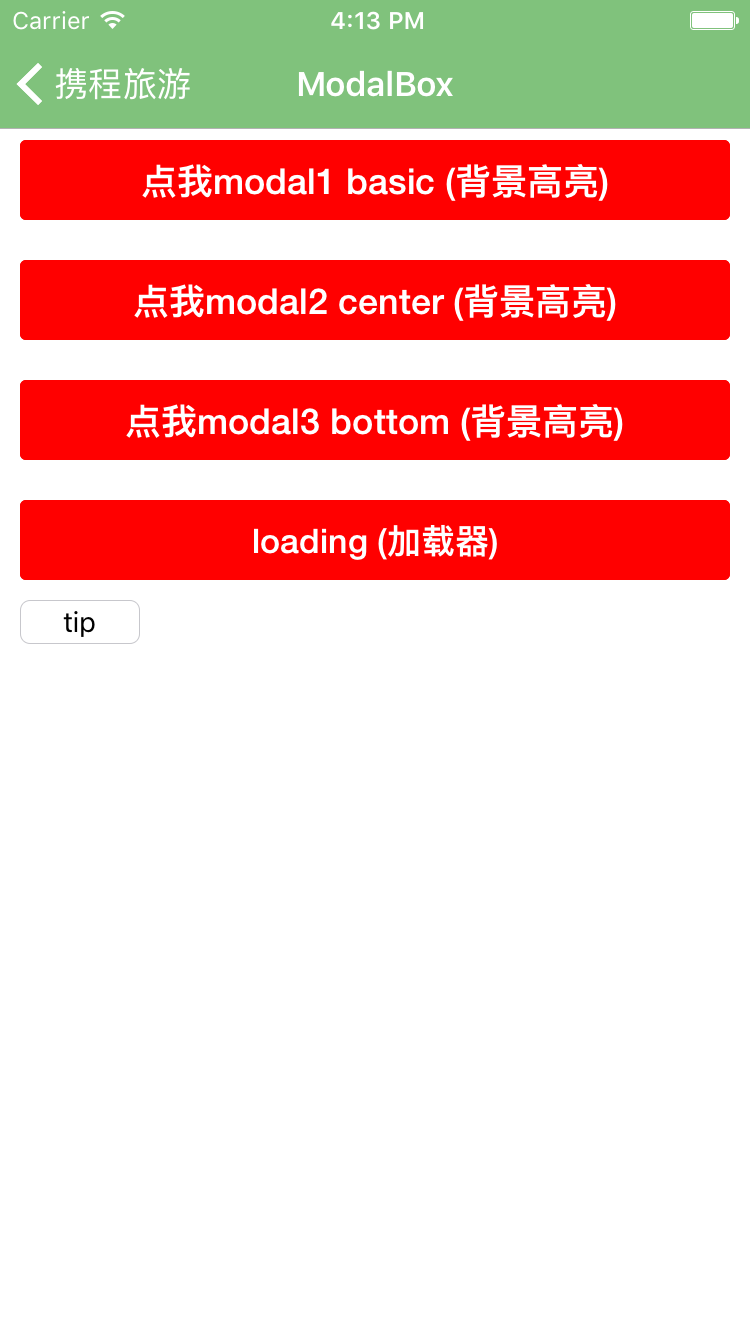 Carrier 4:13 PM
携程旅游 ModalBox
点我modal1 basic (背景高亮)
点我modal2 center (背景高亮)
点我modal3 bottom (背景高亮)
loading (加载器)
tip